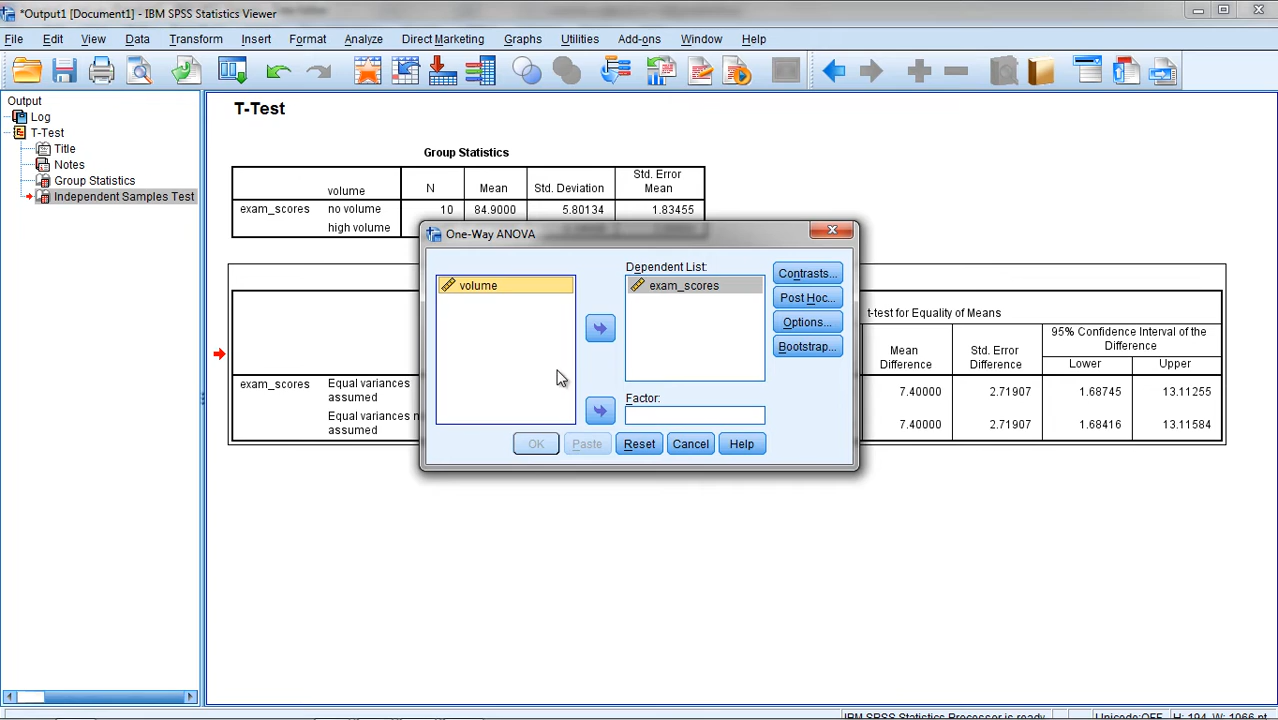 *Output1 [Document1] - IBM SPSS Statistics Viewer
File Edit View Data Transform Insert Format Analyze Direct Marketing Graphs Utilities Add-ons Window Help
Output
Log
T-Test
Title
Notes
Group Statistics
Independent Samples Test
T-Test
Group Statistics
volume N Mean Std. Deviation Std. Error Mean
exam_scores no volume 10 84.9000 5.80134 1.83455
high volume
One-Way ANOVA
volume
Dependent List:
exam_scores
Factor:
Contrasts...
Post Hoc...
Options...
Bootstrap...
OK Paste Reset Cancel Help
t-test for Equality of Means
Mean Difference Std. Error Difference 95% Confidence Interval of the Difference
Lower Upper
exam_scores Equal variances assumed 7.40000 2.71907 1.68745 13.11255
Equal variances n assumed 7.40000 2.71907 1.68416 13.11584
IBM SPSS Statistics Processor is ready Unicode:OFF H: 194, W: 1066 pt.